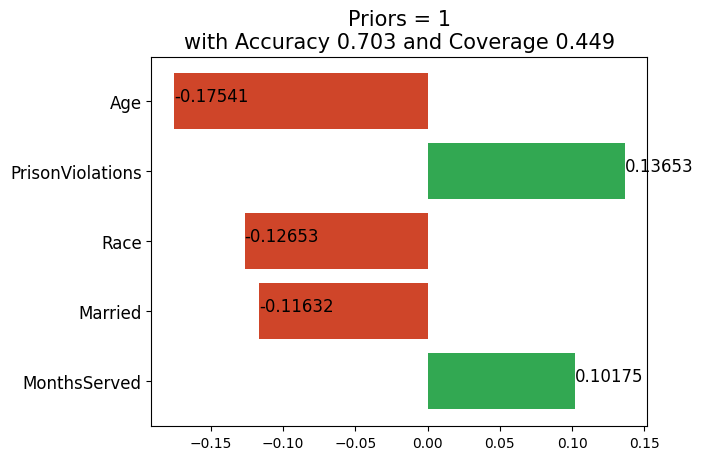 Priors = 1
with Accuracy 0.703 and Coverage 0.449
Age
-0.17541
PrisonViolations
0.13653
Race
-0.12653
Married
-0.11632
MonthsServed
0.10175
−0.15
−0.10
−0.05
0.00
0.05
0.10
0.15